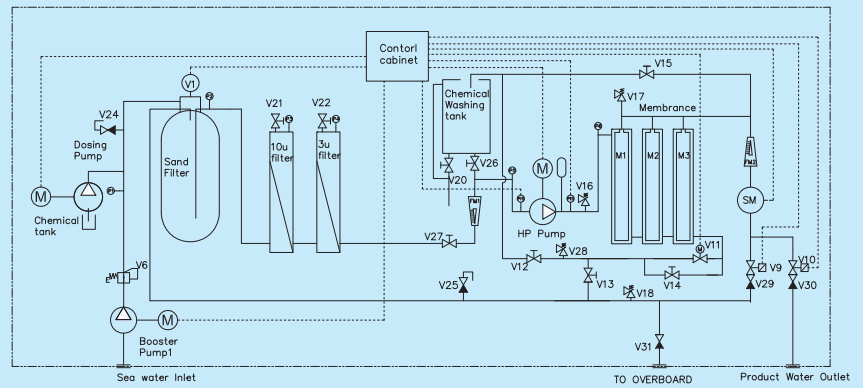 Contorl
cabinet
V1
V24
Dosing
Pump
M
Chemical
tank
V6
M
Booster
Pump1
Sea water Inlet
Sand
Filter
V21
10u
filter
V22
3u
filter
Chemical
Washing
tank
V20
V26
FM1
V27
V25
M
HP Pump
V16
V28
V12
V13
V18
V17
Membrance
M1
M2
M3
V15
FM2
SM
M
V11
V14
V9
V29
V10
V30
V31
TO OVERBOARD
Product Water Outlet